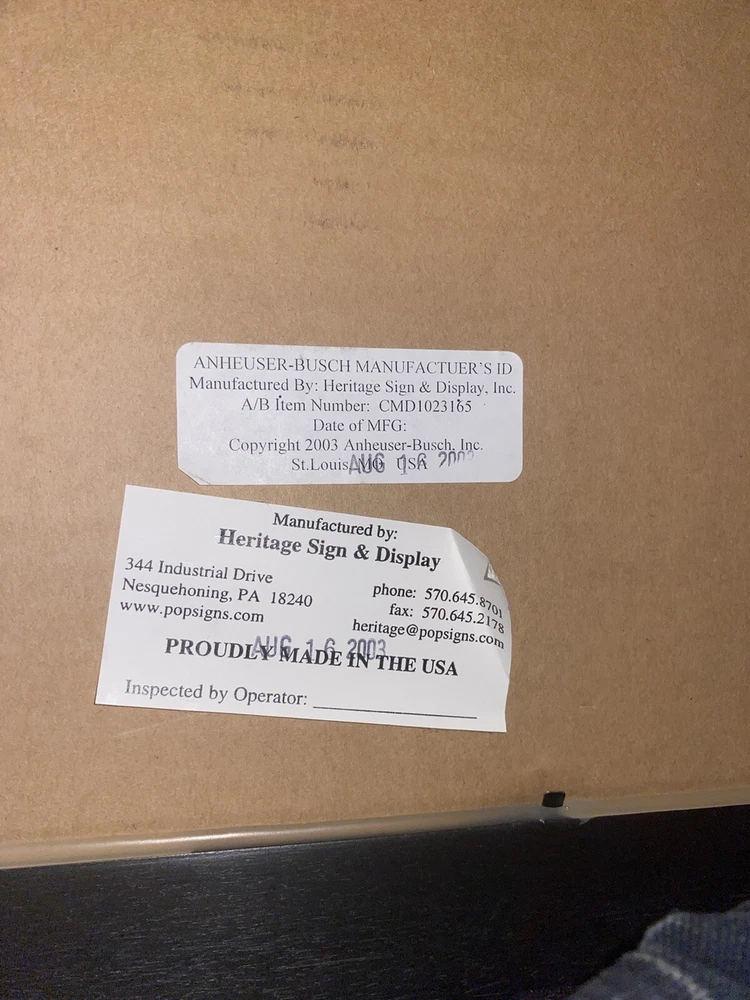 ANHEUSER-BUSCH MANUFACTUER'S ID
Manufactured By: Heritage Sign & Display, Inc.
A/B Item Number: CMD1023165
Date of MFG:
Copyright 2003 Anheuser-Busch, Inc.
St.Louis, MO USA
AUG 16 2003
Manufactured by:
Heritage Sign & Display
344 Industrial Drive
Nesquehoning, PA 18240
www.popsigns.com
phone: 570.645.8701
fax: 570.645.2178
heritage@popsigns.com
AUG 16 2003
PROUDLY MADE IN THE USA
Inspected by Operator: